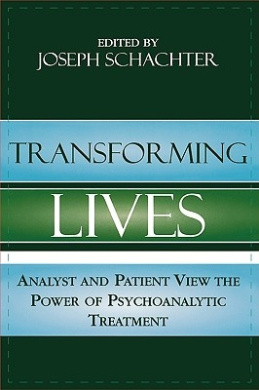 EDITED BY
JOSEPH SCHACHTER
TRANSFORMING
LIVES
ANALYST AND PATIENT VIEW THE
POWER OF PSYCHOANALYTIC
TREATMENT